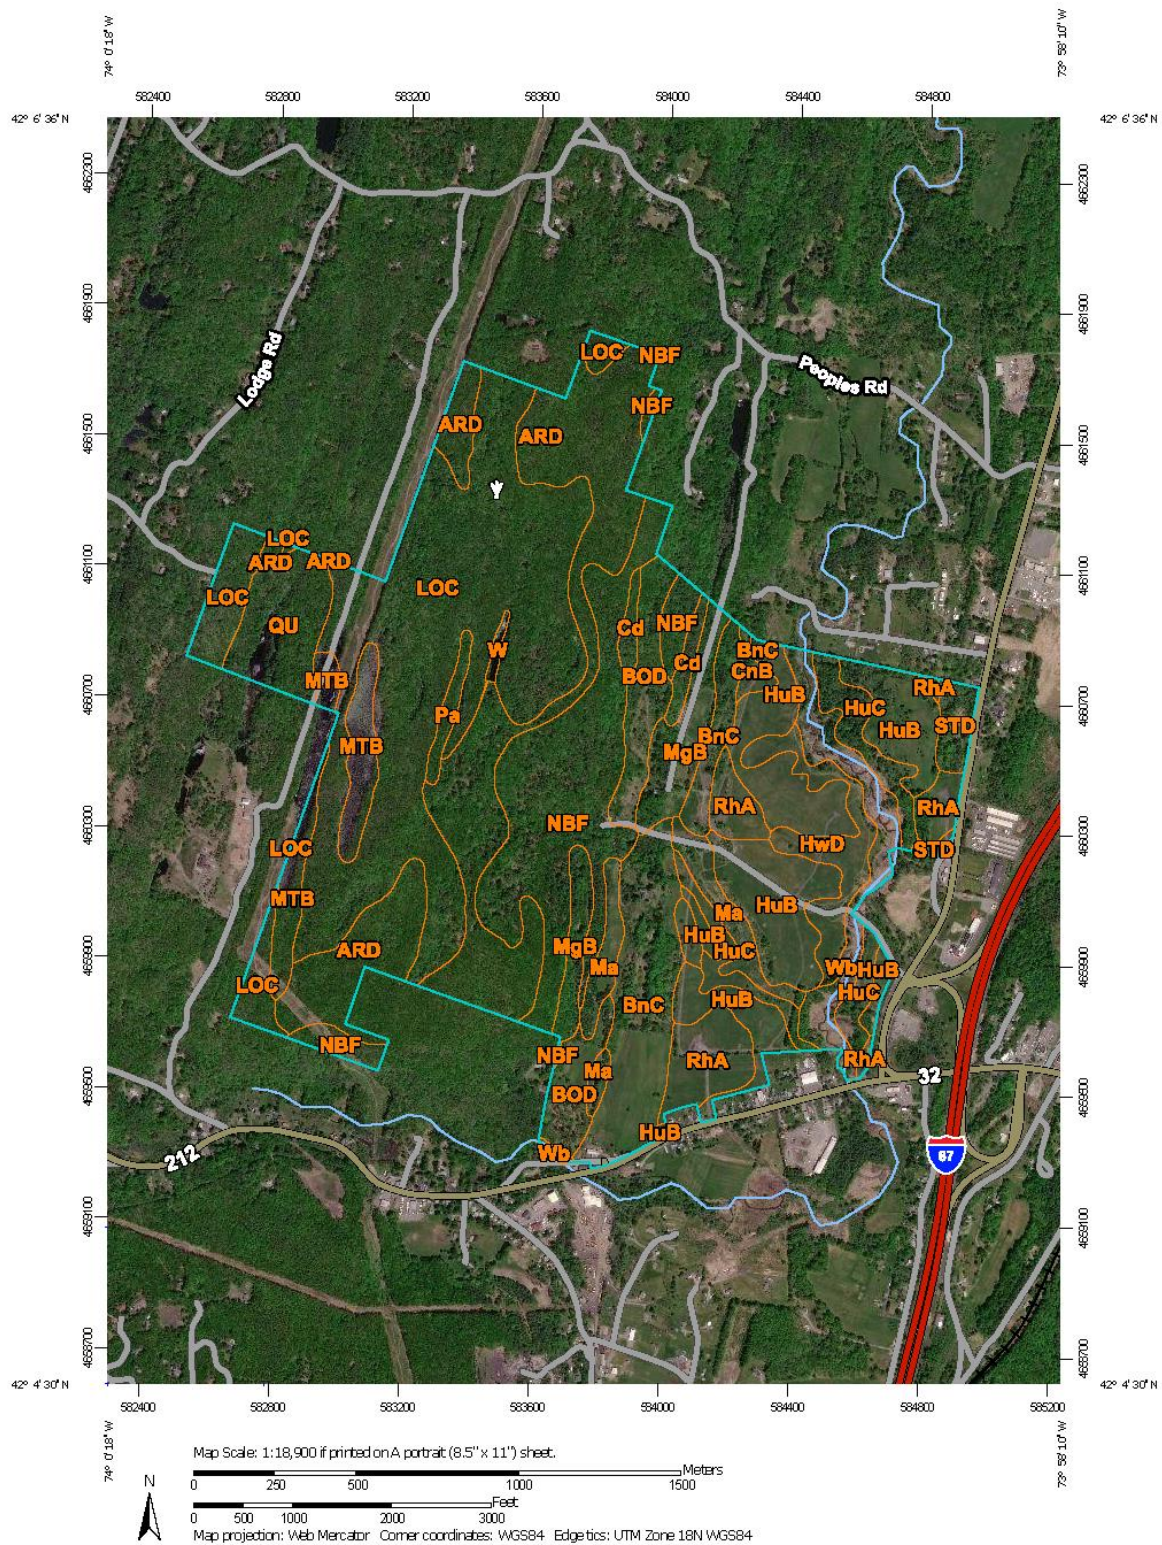 74° 0' 18" W
73° 58' 10" W
582400 582800 583200 583600 584000 584400 584800
42° 6' 36" N
42° 6' 36" N
4662300 4662300
4661900 4661900
Lodge Rd
LOC NBF
Peoples Rd
NBF
ARD ARD
4661500 4661500
LOC
ARD ARD
4661100 4661100
LOC LOC
QU
Cd NBF
W BnC
Cd CnB
MTB BOD HuB RhA
4660700 4660700
Pa HuC
HuB STD
MTB MgB BnC
RhA RhA
4660300 4660300
NBF
LOC HwD STD
MTB HuB
Ma
HuB
ARD MgB HuC
4659900 4659900
Ma Wb HuB
LOC BnC HuB HuC
NBF NBF RhA RhA
Ma 32
BOD
4659500 4659500
HuB
212 Wb
87
4659100 4659100
4658700 4658700
42° 4' 30" N
42° 4' 30" N
582400 582800 583200 583600 584000 584400 584800 585200
74° 0' 18" W
73° 58' 10" W
Map Scale: 1:18,900 if printed on A portrait (8.5" x 11") sheet.
N
Meters
0 250 500 1000 1500
Feet
0 500 1000 2000 3000
Map projection: Web Mercator Corner coordinates: WGS84 Edge tics: UTM Zone 18N WGS84